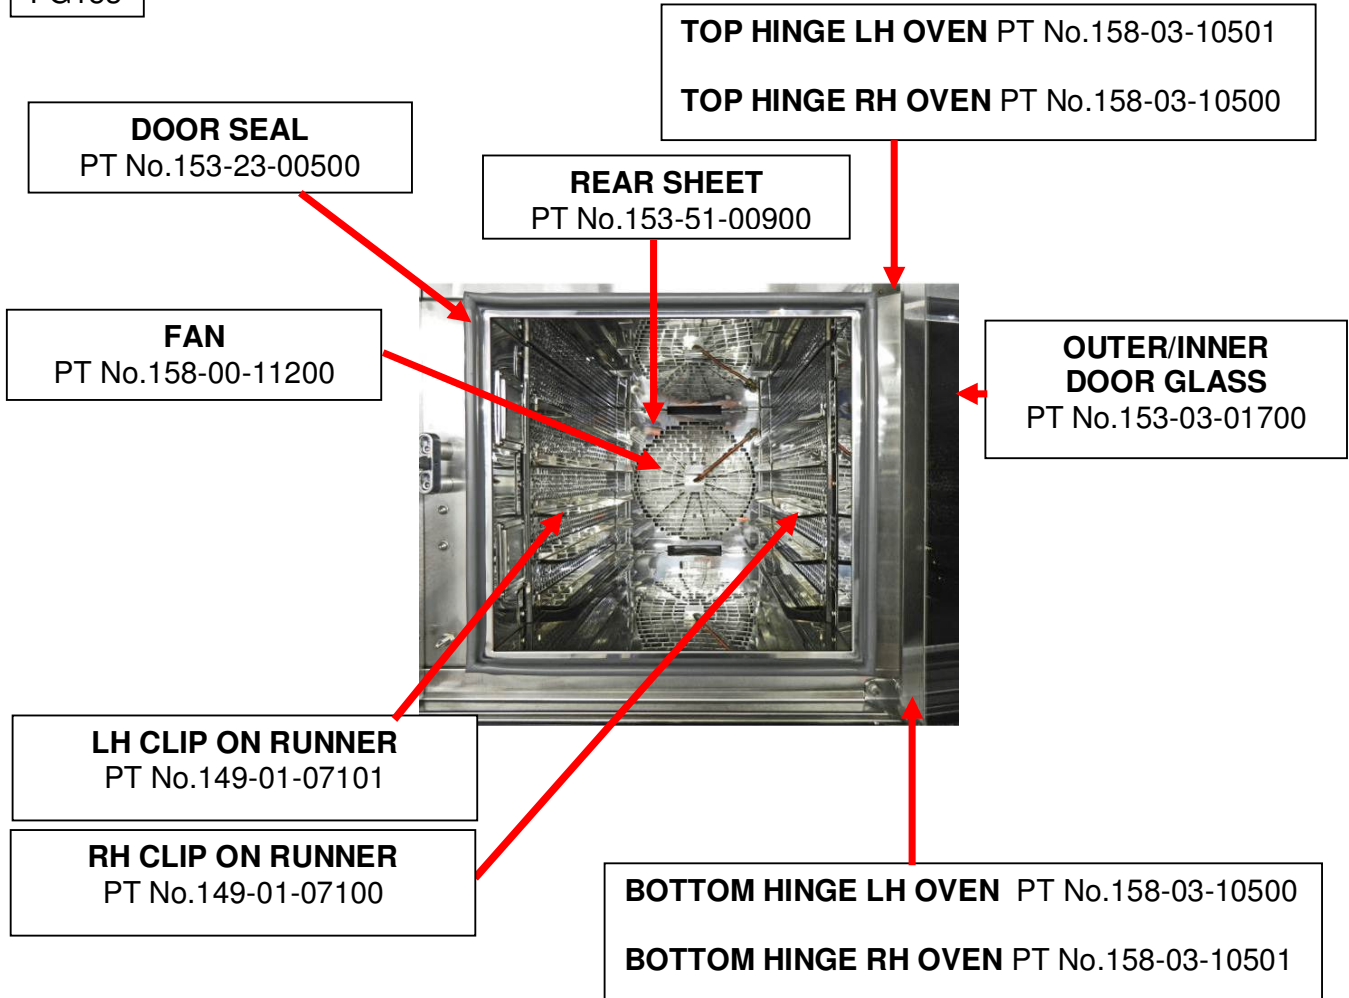 TOP HINGE LH OVEN PT No.158-03-10501
TOP HINGE RH OVEN PT No.158-03-10500
DOOR SEAL
PT No.153-23-00500
REAR SHEET
PT No.153-51-00900
FAN
PT No.158-00-11200
OUTER/INNER
DOOR GLASS
PT No.153-03-01700
LH CLIP ON RUNNER
PT No.149-01-07101
RH CLIP ON RUNNER
PT No.149-01-07100
BOTTOM HINGE LH OVEN PT No.158-03-10500
BOTTOM HINGE RH OVEN PT No.158-03-10501